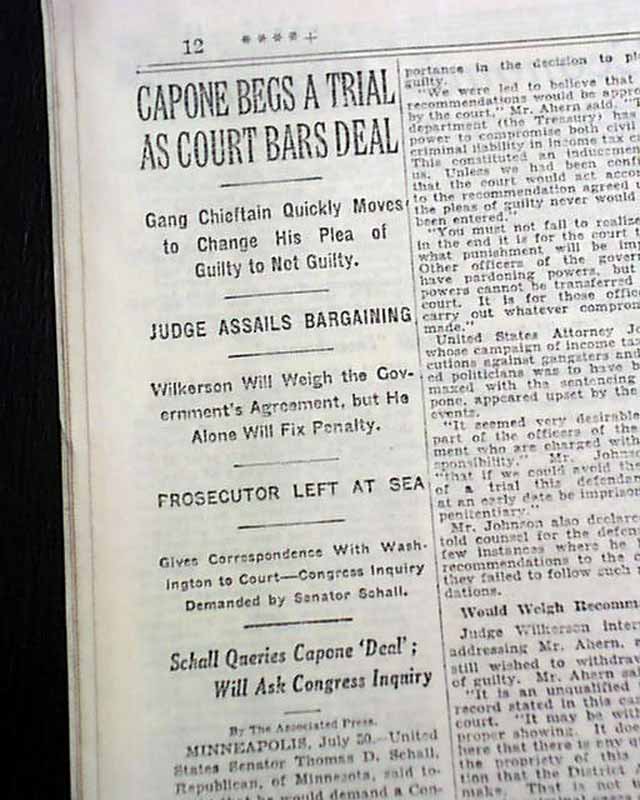 12 ****+
CAPONE BEGS A TRIAL
AS COURT BARS DEAL
Gang Chieftain Quickly Moves
to Change His Plea of
Guilty to Not Guilty.
JUDGE ASSAILS BARGAINING
Wilkerson Will Weigh the Gov-
ernment's Agreement, but He
Alone Will Fix Penalty.
PROSECUTOR LEFT AT SEA
Gives Correspondence With Wash-
ington to Court—Congress Inquiry
Demanded by Senator Schall.
Schall Queries Capone 'Deal';
Will Ask Congress Inquiry
By The Associated Press.
MINNEAPOLIS, July 30.—United
States Senator Thomas D. Schall,
Republican, of Minnesota, said to-
that he would demand a Con-
portance in the decision to
guilty.
"We were led to believe that
recommendations would be
by the court," Mr. Ahern said.
department (the Treasury) has
power to compromise both civil
criminal liability in income tax
This constituted an
us. Unless we had been
that the court would act
to the recommendation agreed
the pleas of guilty never would
been entered."
"You must not fail to realize
in the end it is for the court
what punishment will be
Other officers of the
have pardoning powers, but
powers cannot be transferred
court. It is for those
carry out whatever
made."
United States Attorney
whose campaign of income tax
cutions against gangsters and
ed politicians was to have
maxed with the sentencing
pone, appeared upset by the
events.
"It seemed very desirable
part of the officers of the
ment who are charged with
sponsibility," Mr.
"that if we could avoid the
of a trial this
at an early date be
penitentiary."
Mr. Johnson also
told counsel for the
few instances where he
recommendations to the
they failed to follow such
dations.
Would Weigh
Judge Wilkerson
addressing Mr. Ahern,
still wished to
of guilty. Mr. Ahern
"It is an unqualified
record stated in this
court. "It may be
proper showing. It
here that there is any
the propriety of this
tion that the District
make. That is not